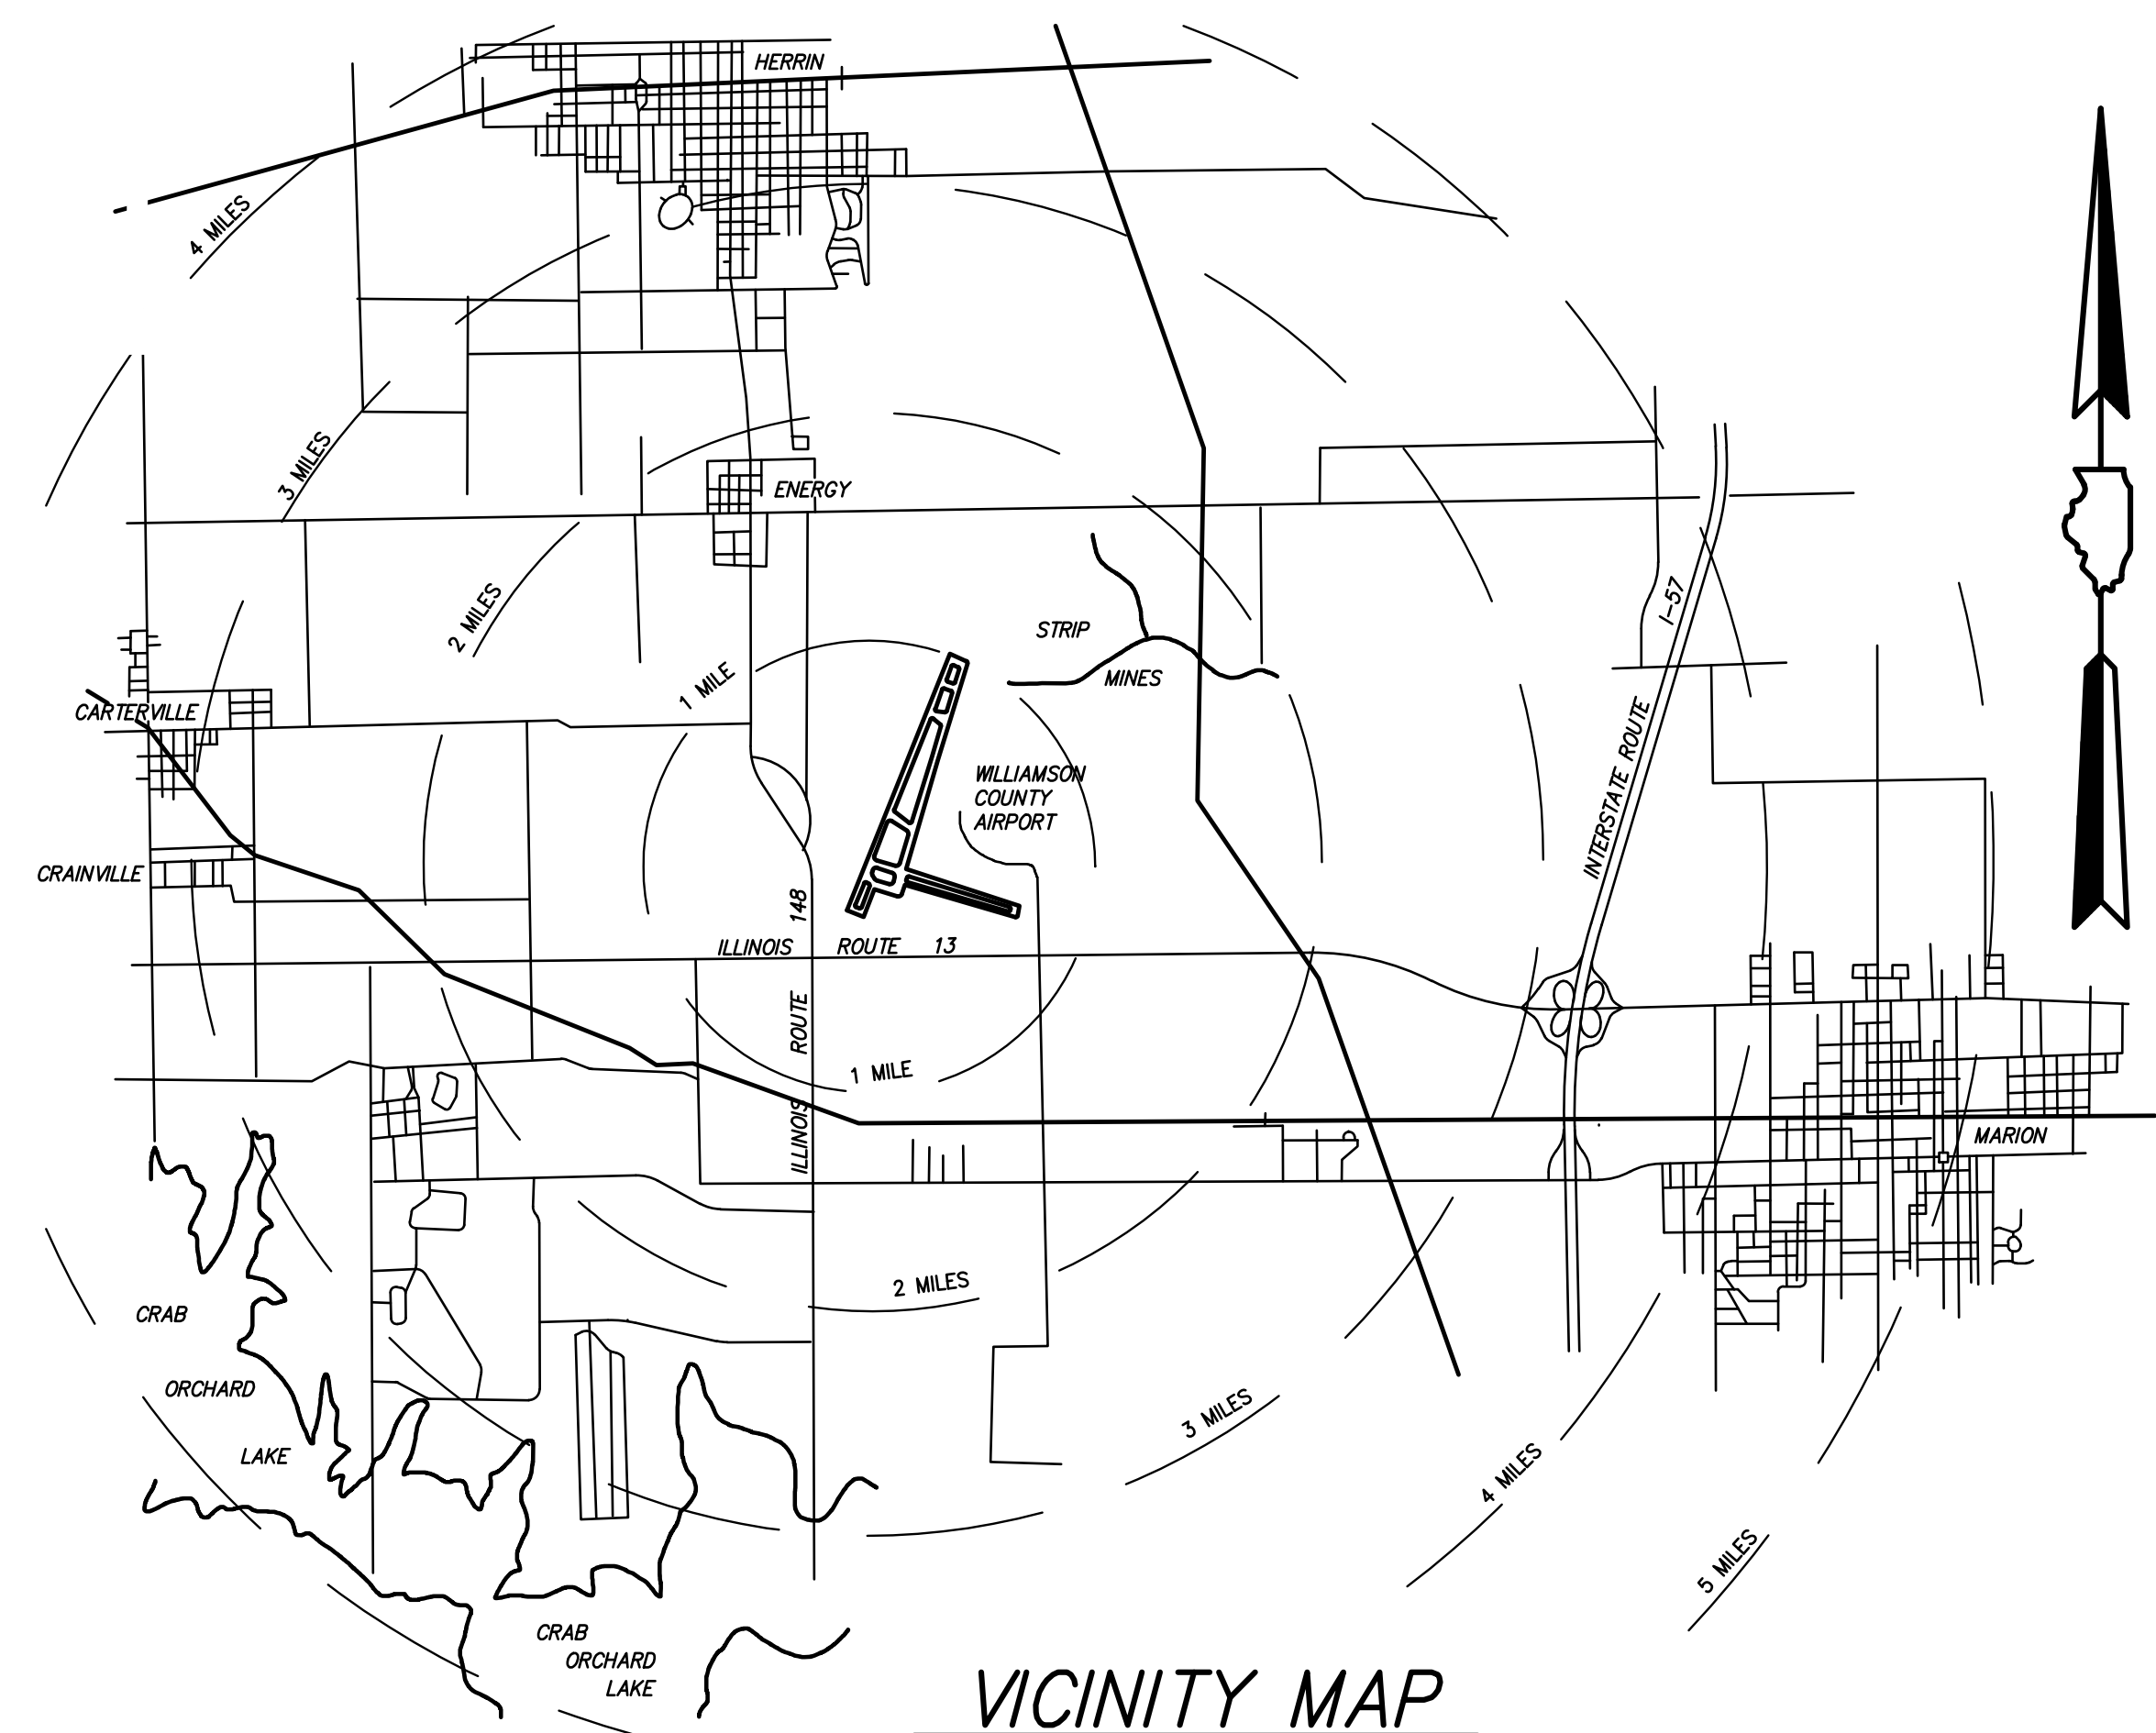 HERRIN
4 MILES
3 MILES
ENERGY
2 MILES
I-57
STRIP
MINES
1 MILE
CARTERVILLE
INTERSTATE ROUTE
WILLIAMSON
COUNTY
AIRPORT
CRAINVILLE
ILLINOIS ROUTE 148
ILLINOIS ROUTE 13
1 MILE
MARION
2 MILES
CRAB
ORCHARD
LAKE
3 MILES
4 MILES
5 MILES
CRAB
ORCHARD
LAKE
VICINITY MAP